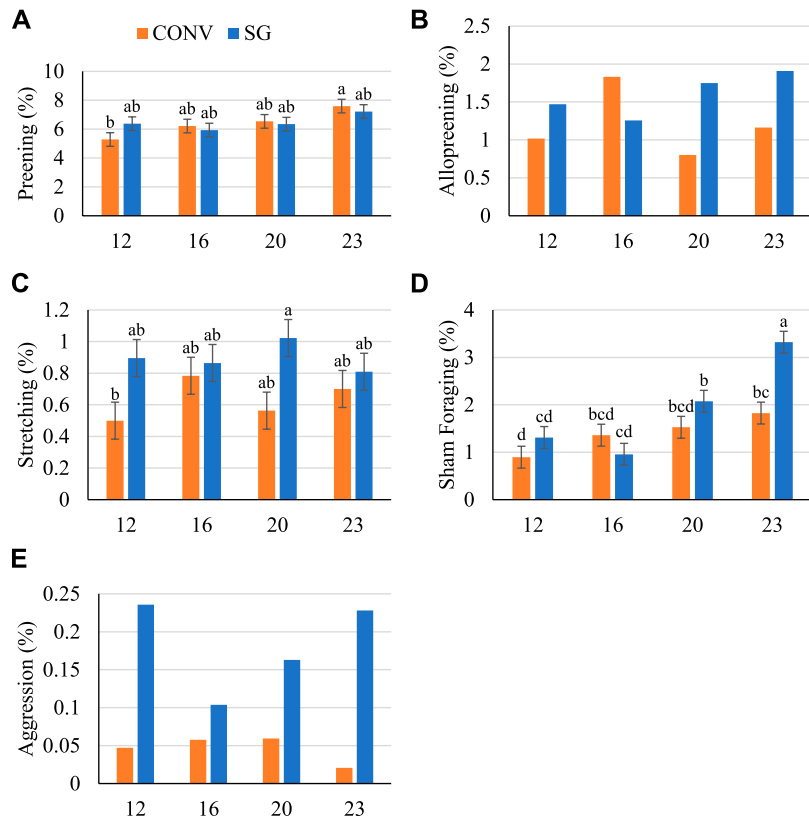 A
CONV SG
Preening (%)
10
8
6
4
2
0
b ab ab ab ab ab a ab
12 16 20 23
B
Allopreening (%)
2.5
2
1.5
1
0.5
0
12 16 20 23
C
Stretching (%)
1.2
1
0.8
0.6
0.4
0.2
0
b ab ab ab ab a ab ab
12 16 20 23
D
Sham Foraging (%)
4
3
2
1
0
d cd bcd cd bcd b bc a
12 16 20 23
E
Aggression (%)
0.25
0.2
0.15
0.1
0.05
0
12 16 20 23